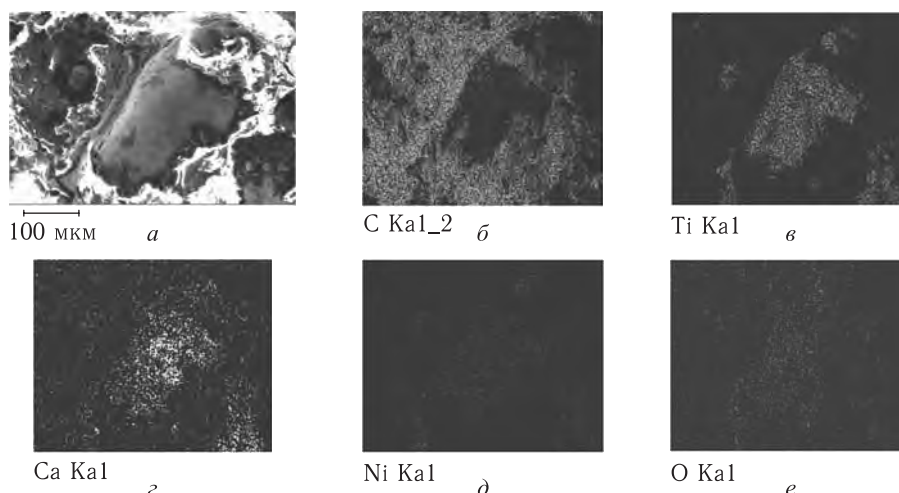 100 мкм а
C Ka1_2 б
Ti Ka1 в
Ca Ka1
г
Ni Ka1
д
O Ka1
е